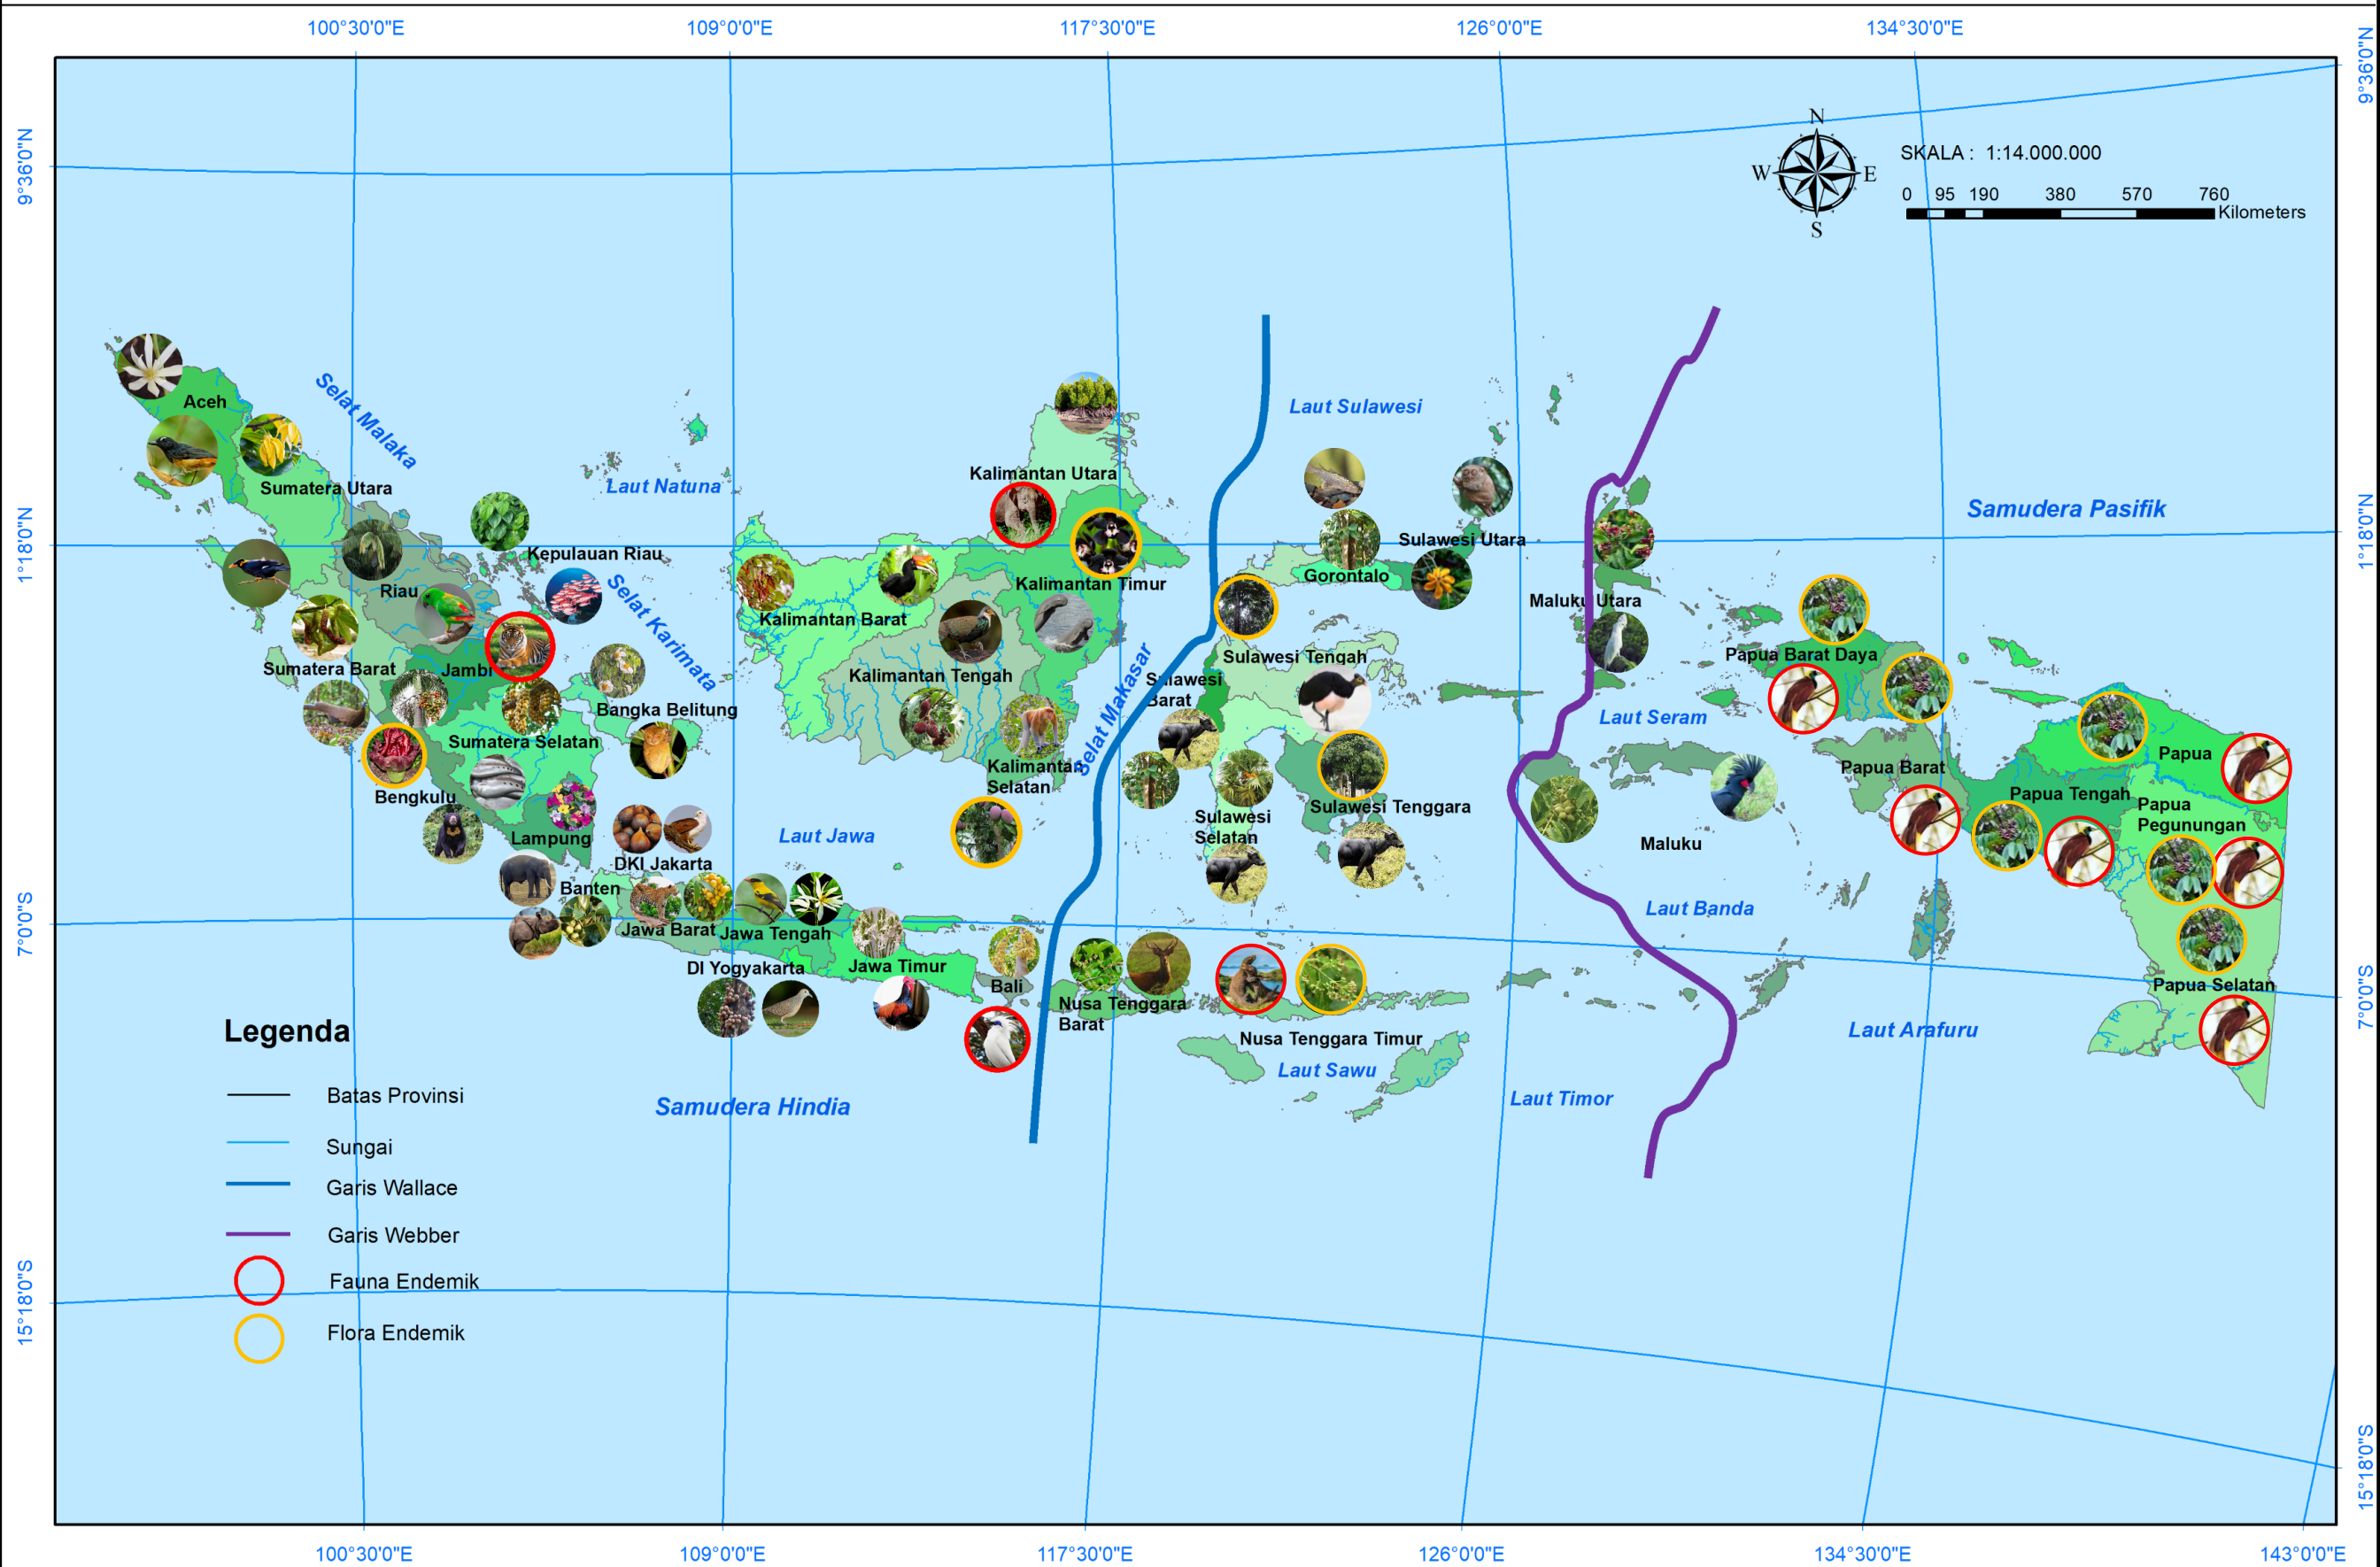 100°30'0"E
109°0'0"E
117°30'0"E
126°0'0"E
134°30'0"E
9°36'0"N
9°36'0"N
N
W
E
S
SKALA : 1:14.000.000
0 95 190 380 570 760
Kilometers
Aceh
Selat Malaka
Laut Sulawesi
Sumatera Utara
Laut Natuna
Kalimantan Utara
Samudera Pasifik
1°18'0"N
1°18'0"N
Kepulauan Riau
Sulawesi Utara
Gorontalo
Kalimantan Timur
Riau
Selat Karimata
Kalimantan Barat
Maluku Utara
Sumatera Barat
Jambi
Kalimantan Tengah
Selat Makasar
Sulawesi Tengah
Sulawesi
Barat
Papua Barat Daya
Bangka Belitung
Laut Seram
Sumatera Selatan
Papua
Kalimantan
Selatan
Papua Barat
Bengkulu
Papua Tengah
Papua
Pegunungan
Sulawesi Tenggara
Sulawesi
Selatan
Lampung
Laut Jawa
Maluku
DKI Jakarta
Banten
Laut Banda
7°0'0"S
7°0'0"S
Jawa Barat
Jawa Tengah
DI Yogyakarta
Jawa Timur
Bali
Nusa Tenggara
Barat
Papua Selatan
Nusa Tenggara Timur
Laut Arafuru
Laut Sawu
Laut Timor
Samudera Hindia
Legenda
Batas Provinsi
Sungai
Garis Wallace
Garis Webber
Fauna Endemik
Flora Endemik
15°18'0"S
15°18'0"S
100°30'0"E
109°0'0"E
117°30'0"E
126°0'0"E
134°30'0"E
143°0'0"E